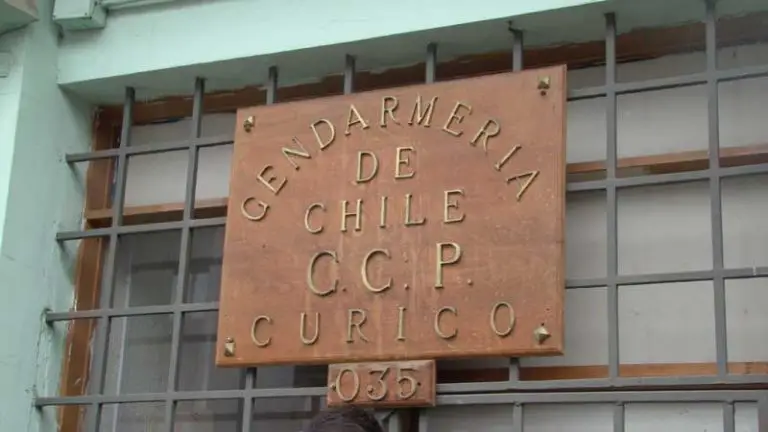 GENDARMERIA
DE
CHILE
C.C.P.
CURICO
035